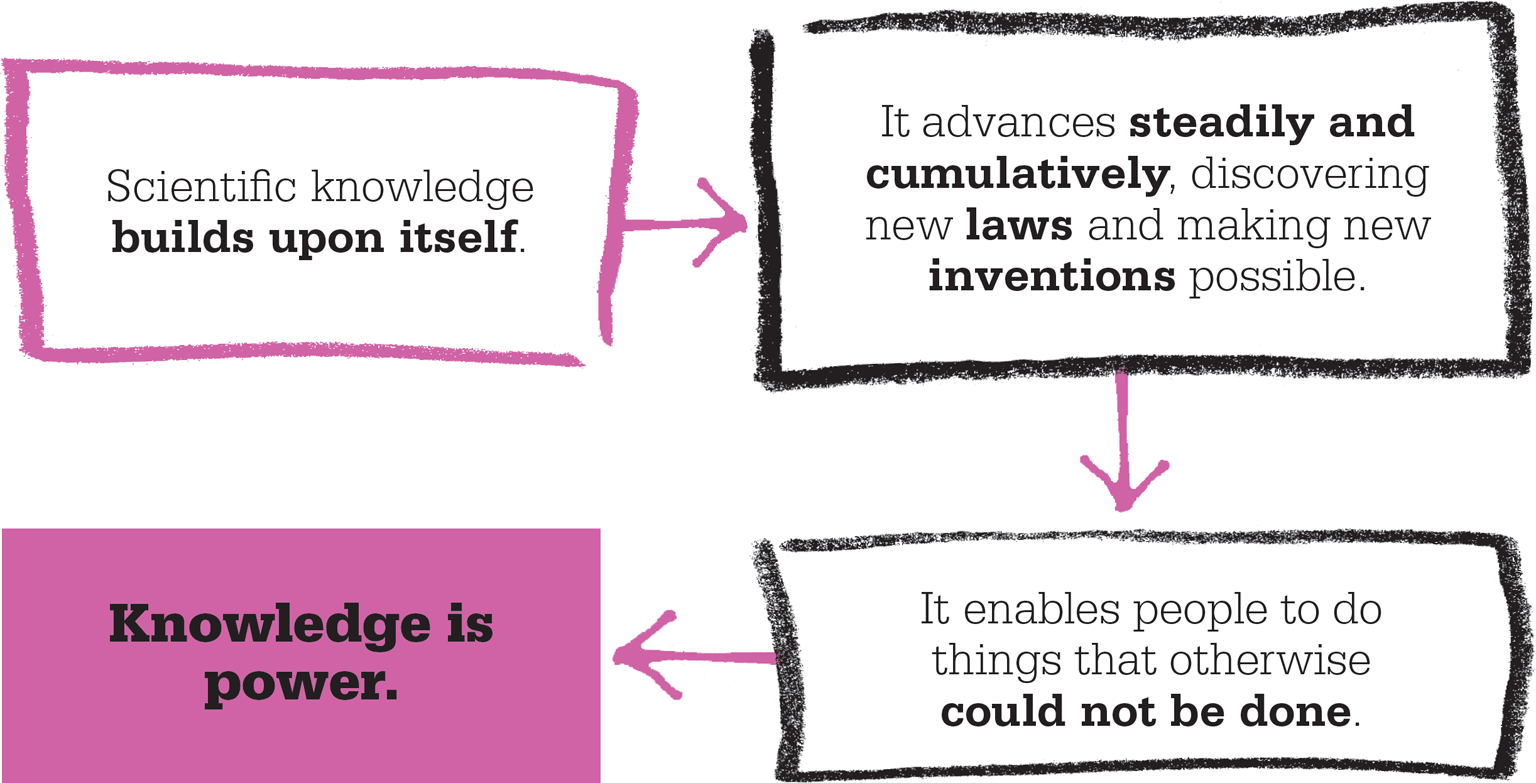 Scientific knowledge
builds upon itself.
It advances steadily and
cumulatively, discovering
new laws and making new
inventions possible.
It enables people to do
things that otherwise
could not be done.
Knowledge is
power.